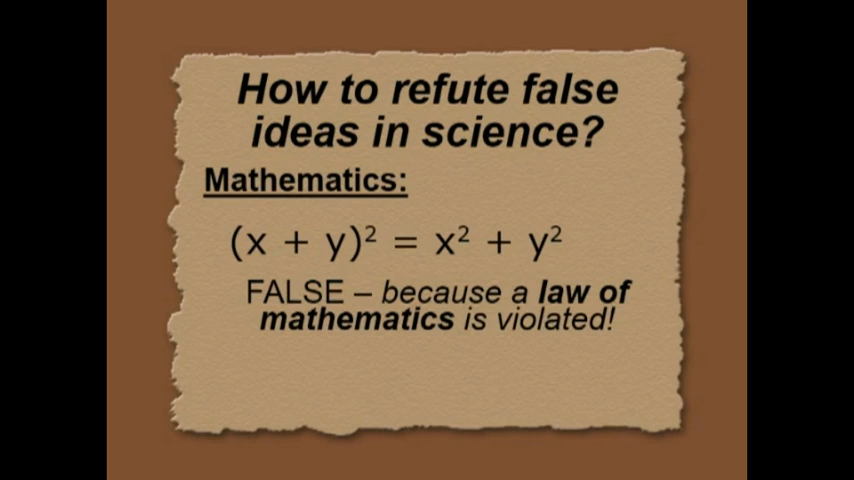 How to refute false
ideas in science?
Mathematics:
(x + y)² = x² + y²
FALSE – because a law of
mathematics is violated!